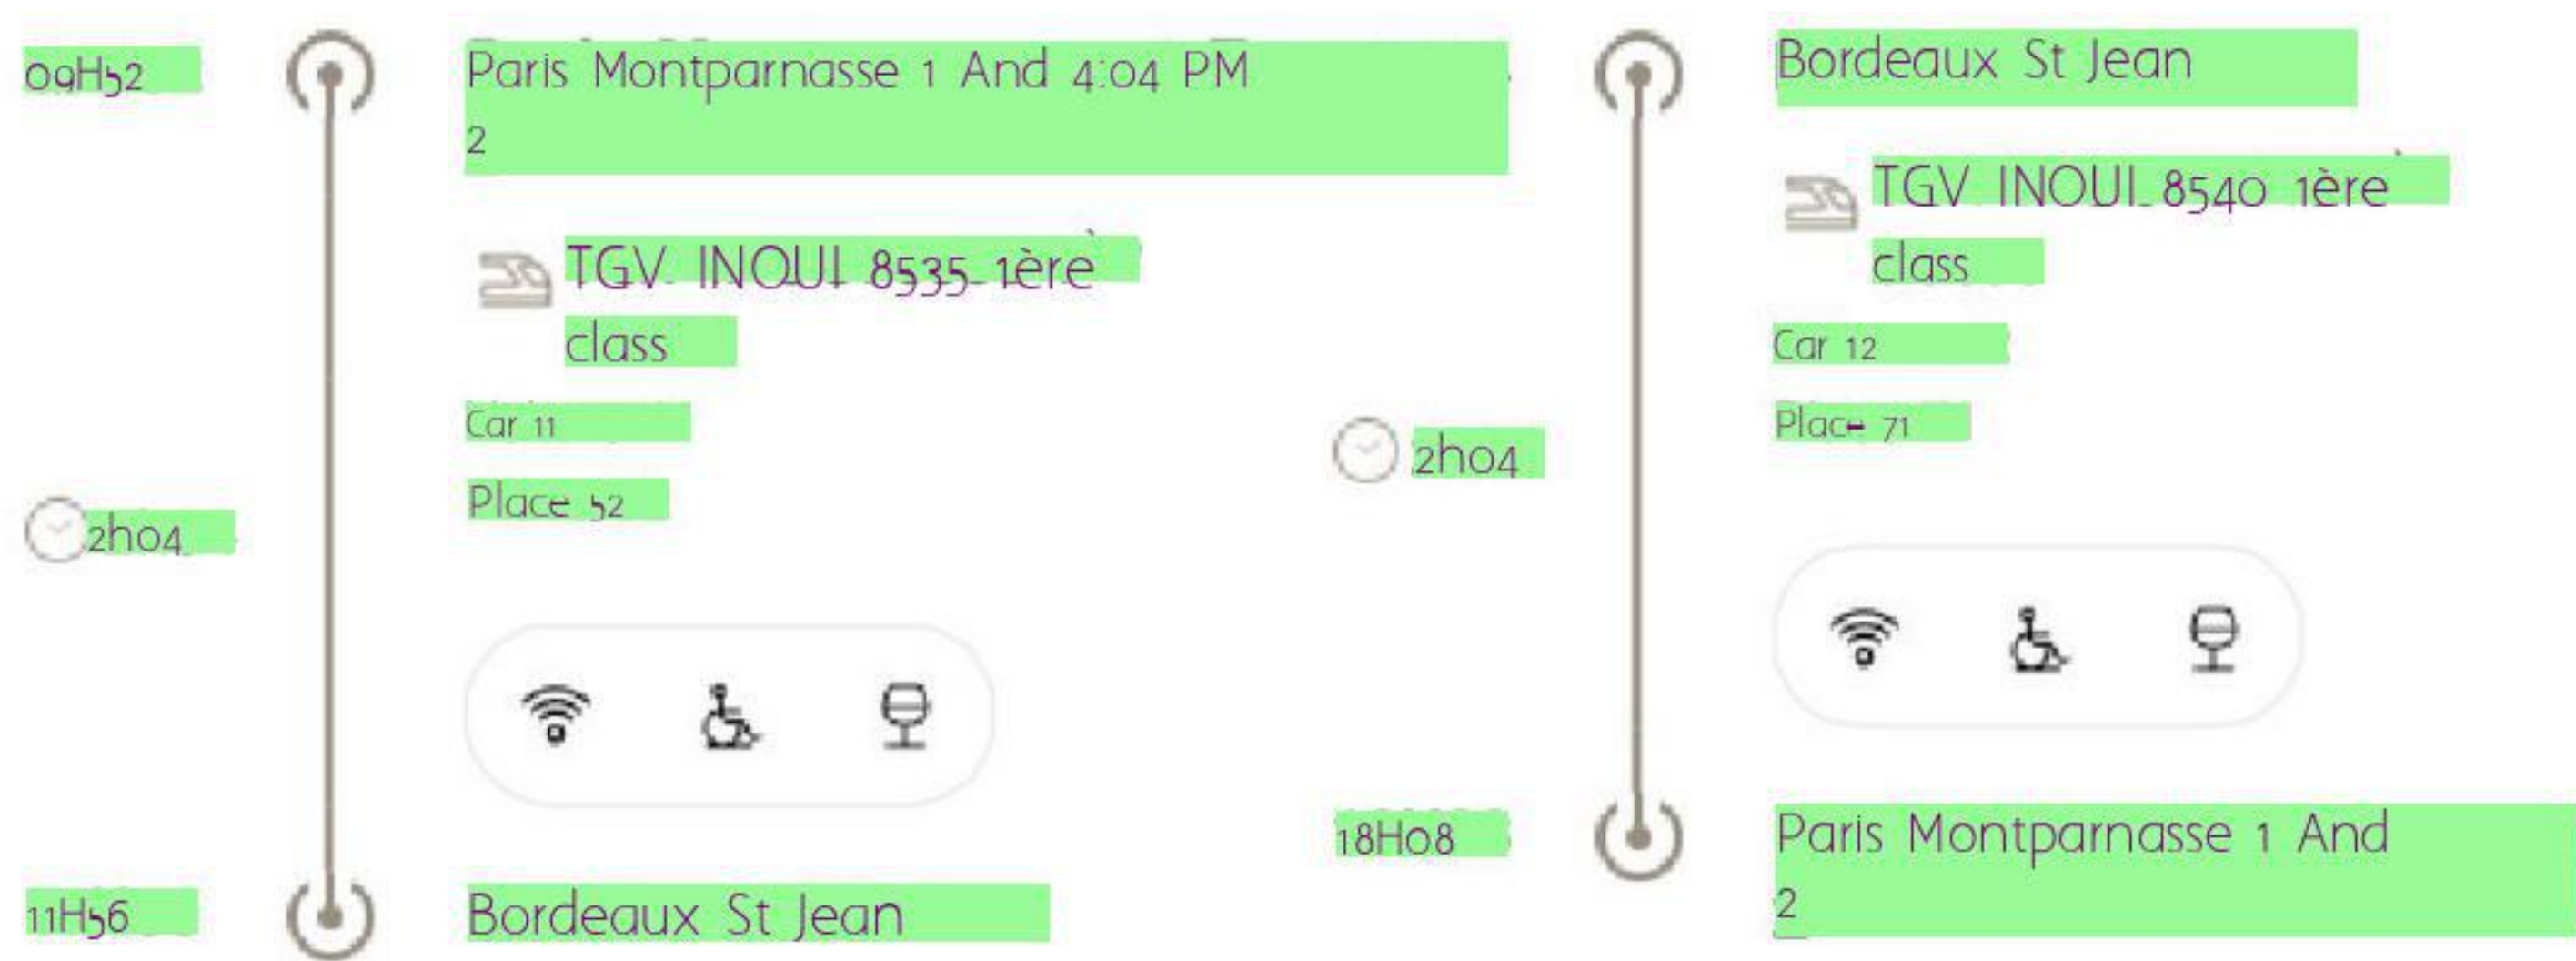 09H52
Paris Montparnasse 1 And 4:04 PM
2
TGV INOUI 8535 1ère
class
Car 11
Place 52
2h04
11H56
Bordeaux St Jean
Bordeaux St Jean
TGV INOUI 8540 1ère
class
Car 12
Place 71
2h04
18H08
Paris Montparnasse 1 And
2